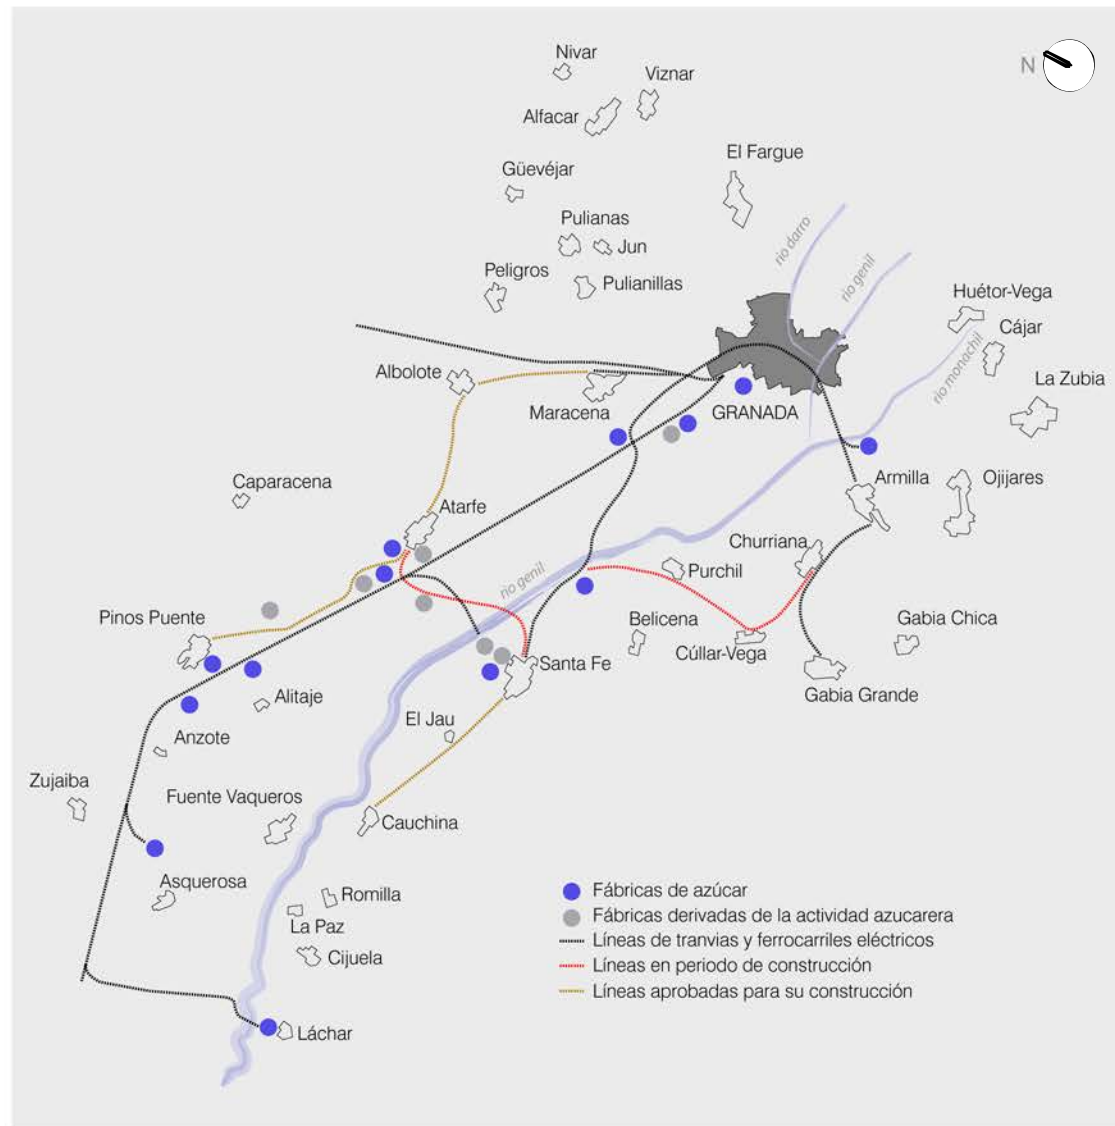 Nivar
N
Viznar
Alfacar
El Fargue
Güevéjar
Pulianas
Jun
rio darro
Peligros
Pulianillas
rio genil
Huétor-Vega
Cájar
Albolote
rio monachil
La Zubia
Maracena
GRANADA
Caparacena
Armilla
Ojijares
Atarfe
Churriana
Purchil
rio genil
Pinos Puente
Belicena
Gabia Chica
Cúllar-Vega
Santa Fe
Alitaje
Gabia Grande
El Jau
Anzote
Zujaiba
Fuente Vaqueros
Cauchina
Asquerosa
Romilla
La Paz
Cijuela
Láchar
Fábricas de azúcar
Fábricas derivadas de la actividad azucarera
Líneas de tranvias y ferrocarriles eléctricos
Líneas en periodo de construcción
Líneas aprobadas para su construcción